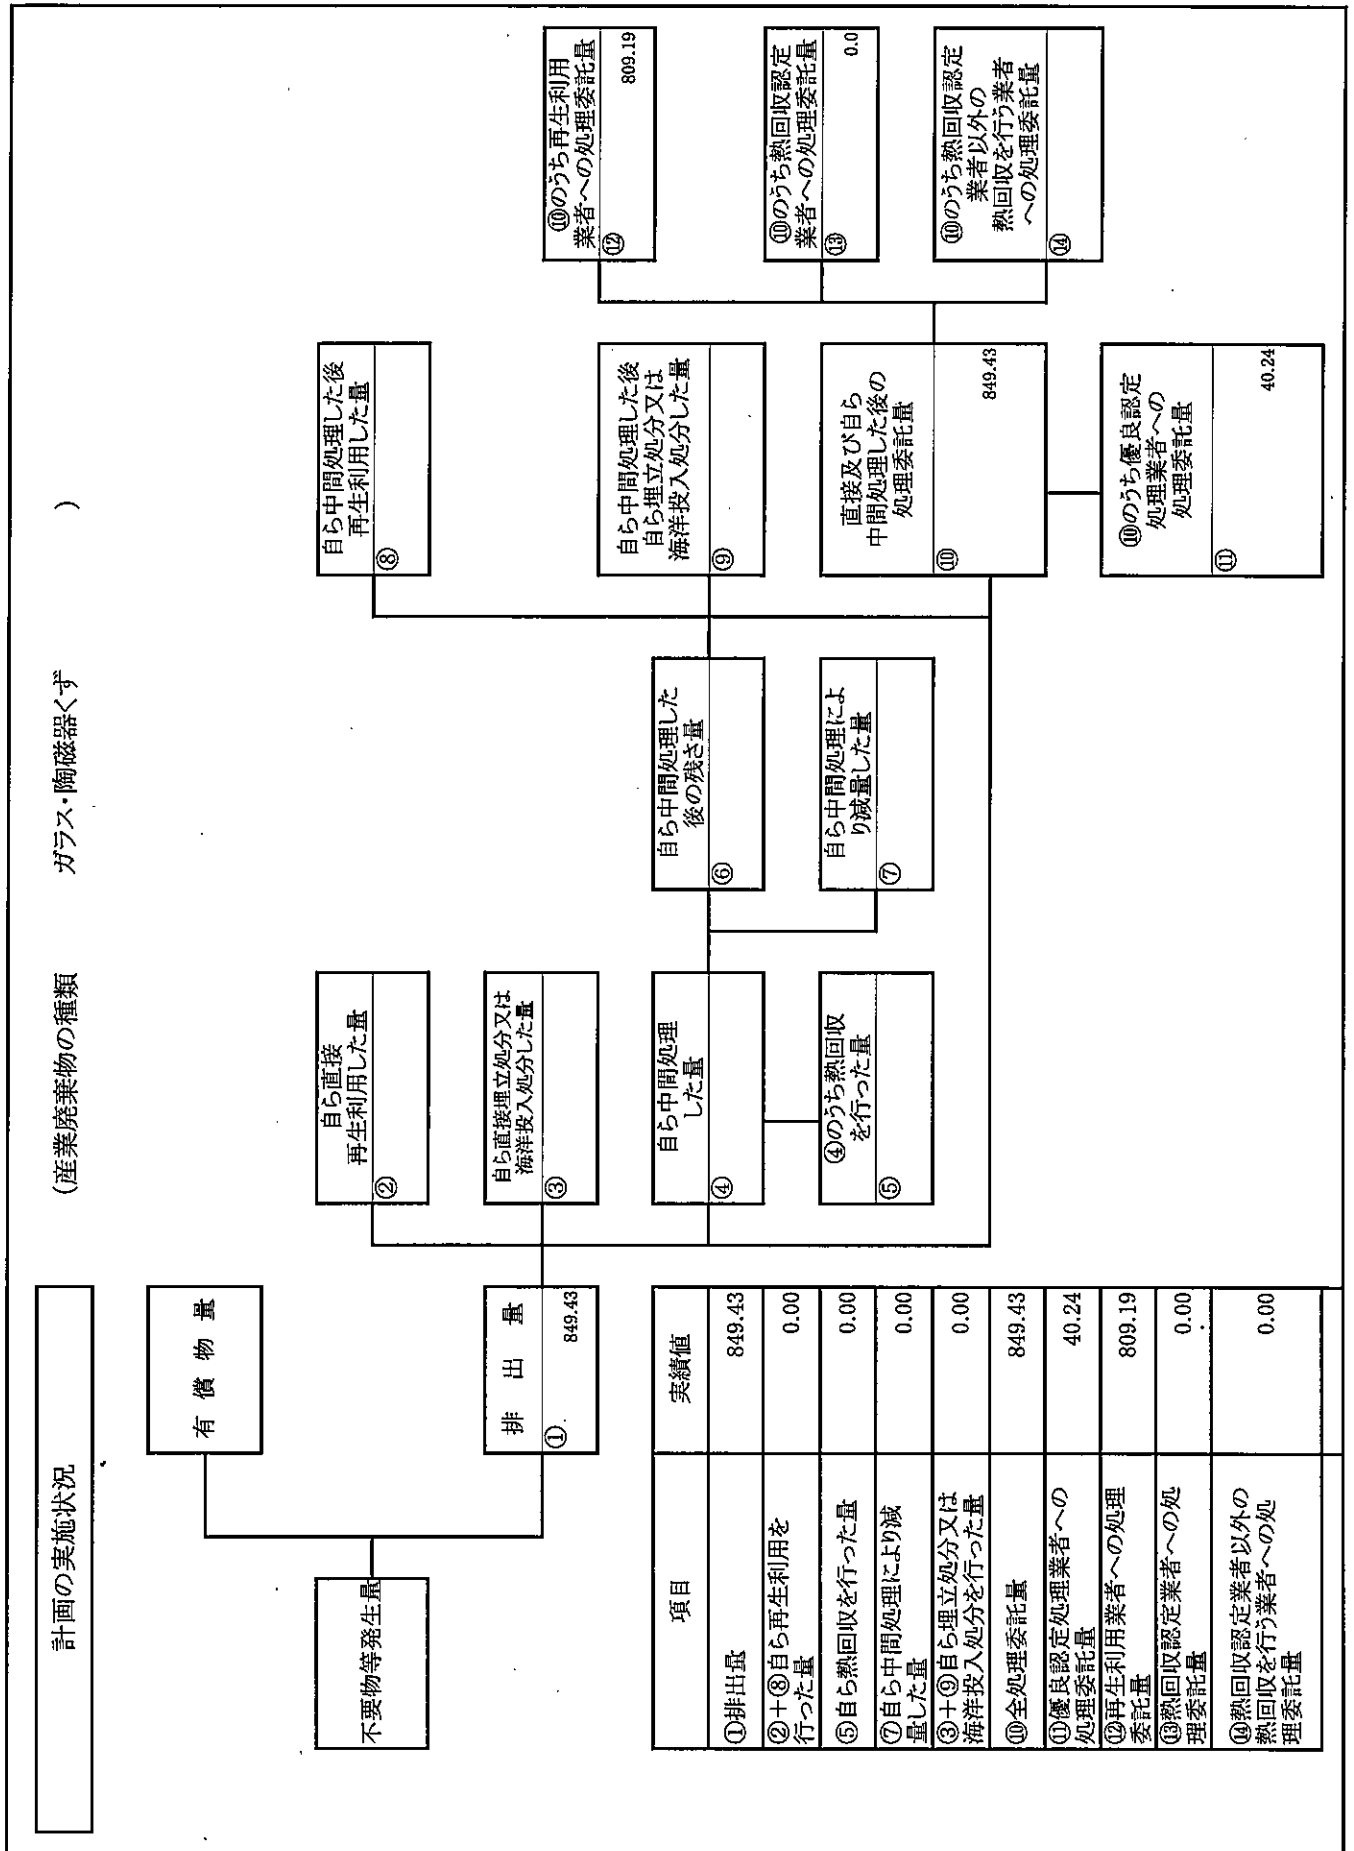 計画の実施状況
(産業廃棄物の種類
ガラス・陶磁器くず
)
不要物等発生量
有償物量
排出量
①
849.43
自ら直接
再生利用した量
②
自ら直接埋立処分又は
海洋投入処分した量
③
自ら中間処理
した量
④
④のうち熱回収
を行った量
⑤
自ら中間処理した
後の残さ量
⑥
自ら中間処理によ
り減量した量
⑦
自ら中間処理した後
再生利用した量
⑧
自ら中間処理した後
自ら埋立処分又は
海洋投入処分した量
⑨
直接及び自ら
中間処理した後の
処理委託量
⑩
849.43
⑩のうち優良認定
処理業者への
処理委託量
⑪
40.24
⑩のうち再生利用
業者への処理委託量
⑫
809.19
⑩のうち熱回収認定
業者への処理委託量
⑬
0.0
⑩のうち熱回収認定
業者以外の
熱回収を行う業者
への処理委託量
⑭
項目
実績値
①排出量
849.43
②+⑧自ら再生利用を
行った量
0.00
⑤自ら熱回収を行った量
0.00
⑦自ら中間処理により減
量した量
0.00
③+⑨自ら埋立処分又は
海洋投入処分を行った量
0.00
⑩全処理委託量
849.43
⑪優良認定処理業者への
処理委託量
40.24
⑫再生利用業者への処理
委託量
809.19
⑬熱回収認定業者への処
理委託量
0.00
⑭熱回収認定業者以外の
熱回収を行う業者への処
理委託量
0.00